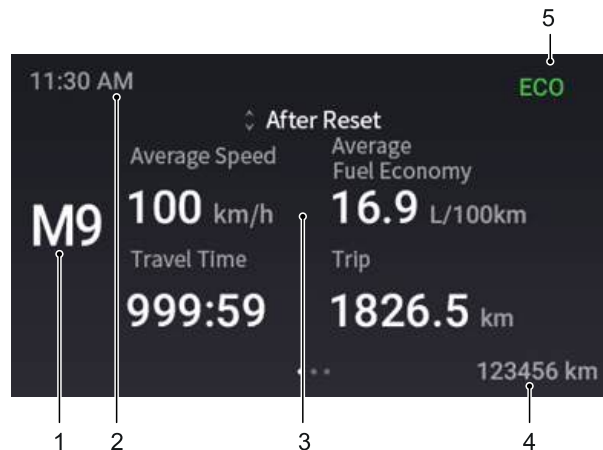 5
11:30 AM
ECO
After Reset
Average Speed
Average
Fuel Economy
M9
100 km/h
16.9 L/100km
Travel Time
Trip
999:59
1826.5 km
123456 km
1
2
3
4